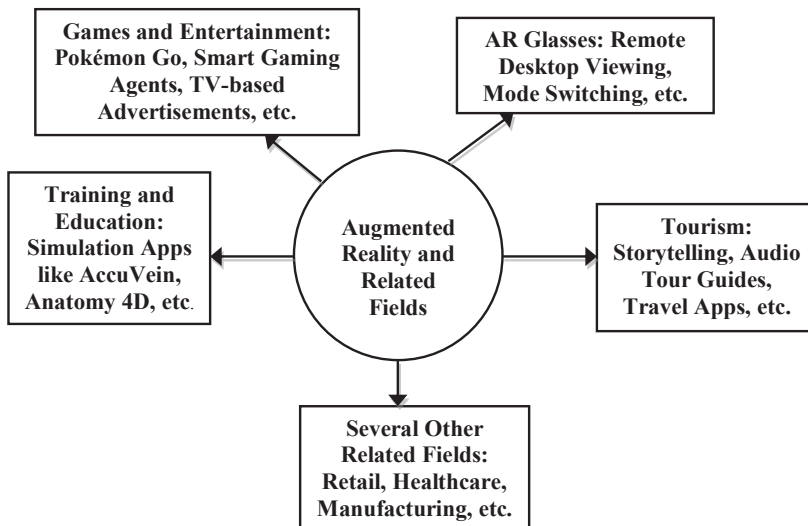 Games and Entertainment:
Pokémon Go, Smart Gaming
Agents, TV-based
Advertisements, etc.
AR Glasses: Remote
Desktop Viewing,
Mode Switching, etc.
Training and
Education:
Simulation Apps
like AccuVein,
Anatomy 4D, etc.
Augmented
Reality and
Related
Fields
Tourism:
Storytelling, Audio
Tour Guides,
Travel Apps, etc.
Several Other
Related Fields:
Retail, Healthcare,
Manufacturing, etc.